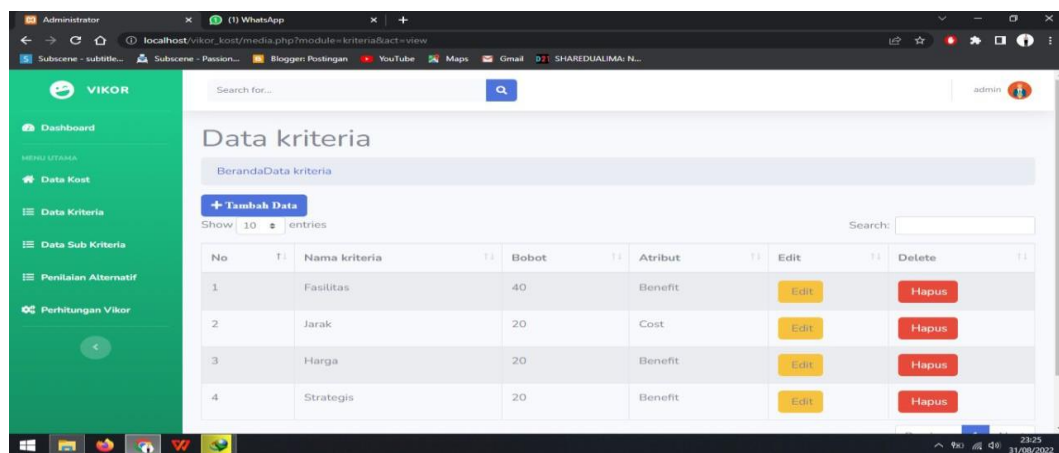 Administrator (1) WhatsApp
localhost/vikor_kost/media.php?module=kriteria&act=view
Subscene - subtitle... Subscene - Passion... Blogger: Postingan YouTube Maps Gmail D21 SHAREDUALIMA: N...
VIKOR Search for... admin
Dashboard
Data kriteria
MENU UTAMA
BerandaData kriteria
Data Kost
Tambah Data
Data Kriteria
Show 10 entries Search:
Data Sub Kriteria
No Nama kriteria Bobot Atribut Edit Delete
Penilaian Alternatif
1 Fasilitas 40 Benefit Edit Hapus
Perhitungan Vikor
2 Jarak 20 Cost Edit Hapus
3 Harga 20 Benefit Edit Hapus
4 Strategis 20 Benefit Edit Hapus
23:25
31/08/2022